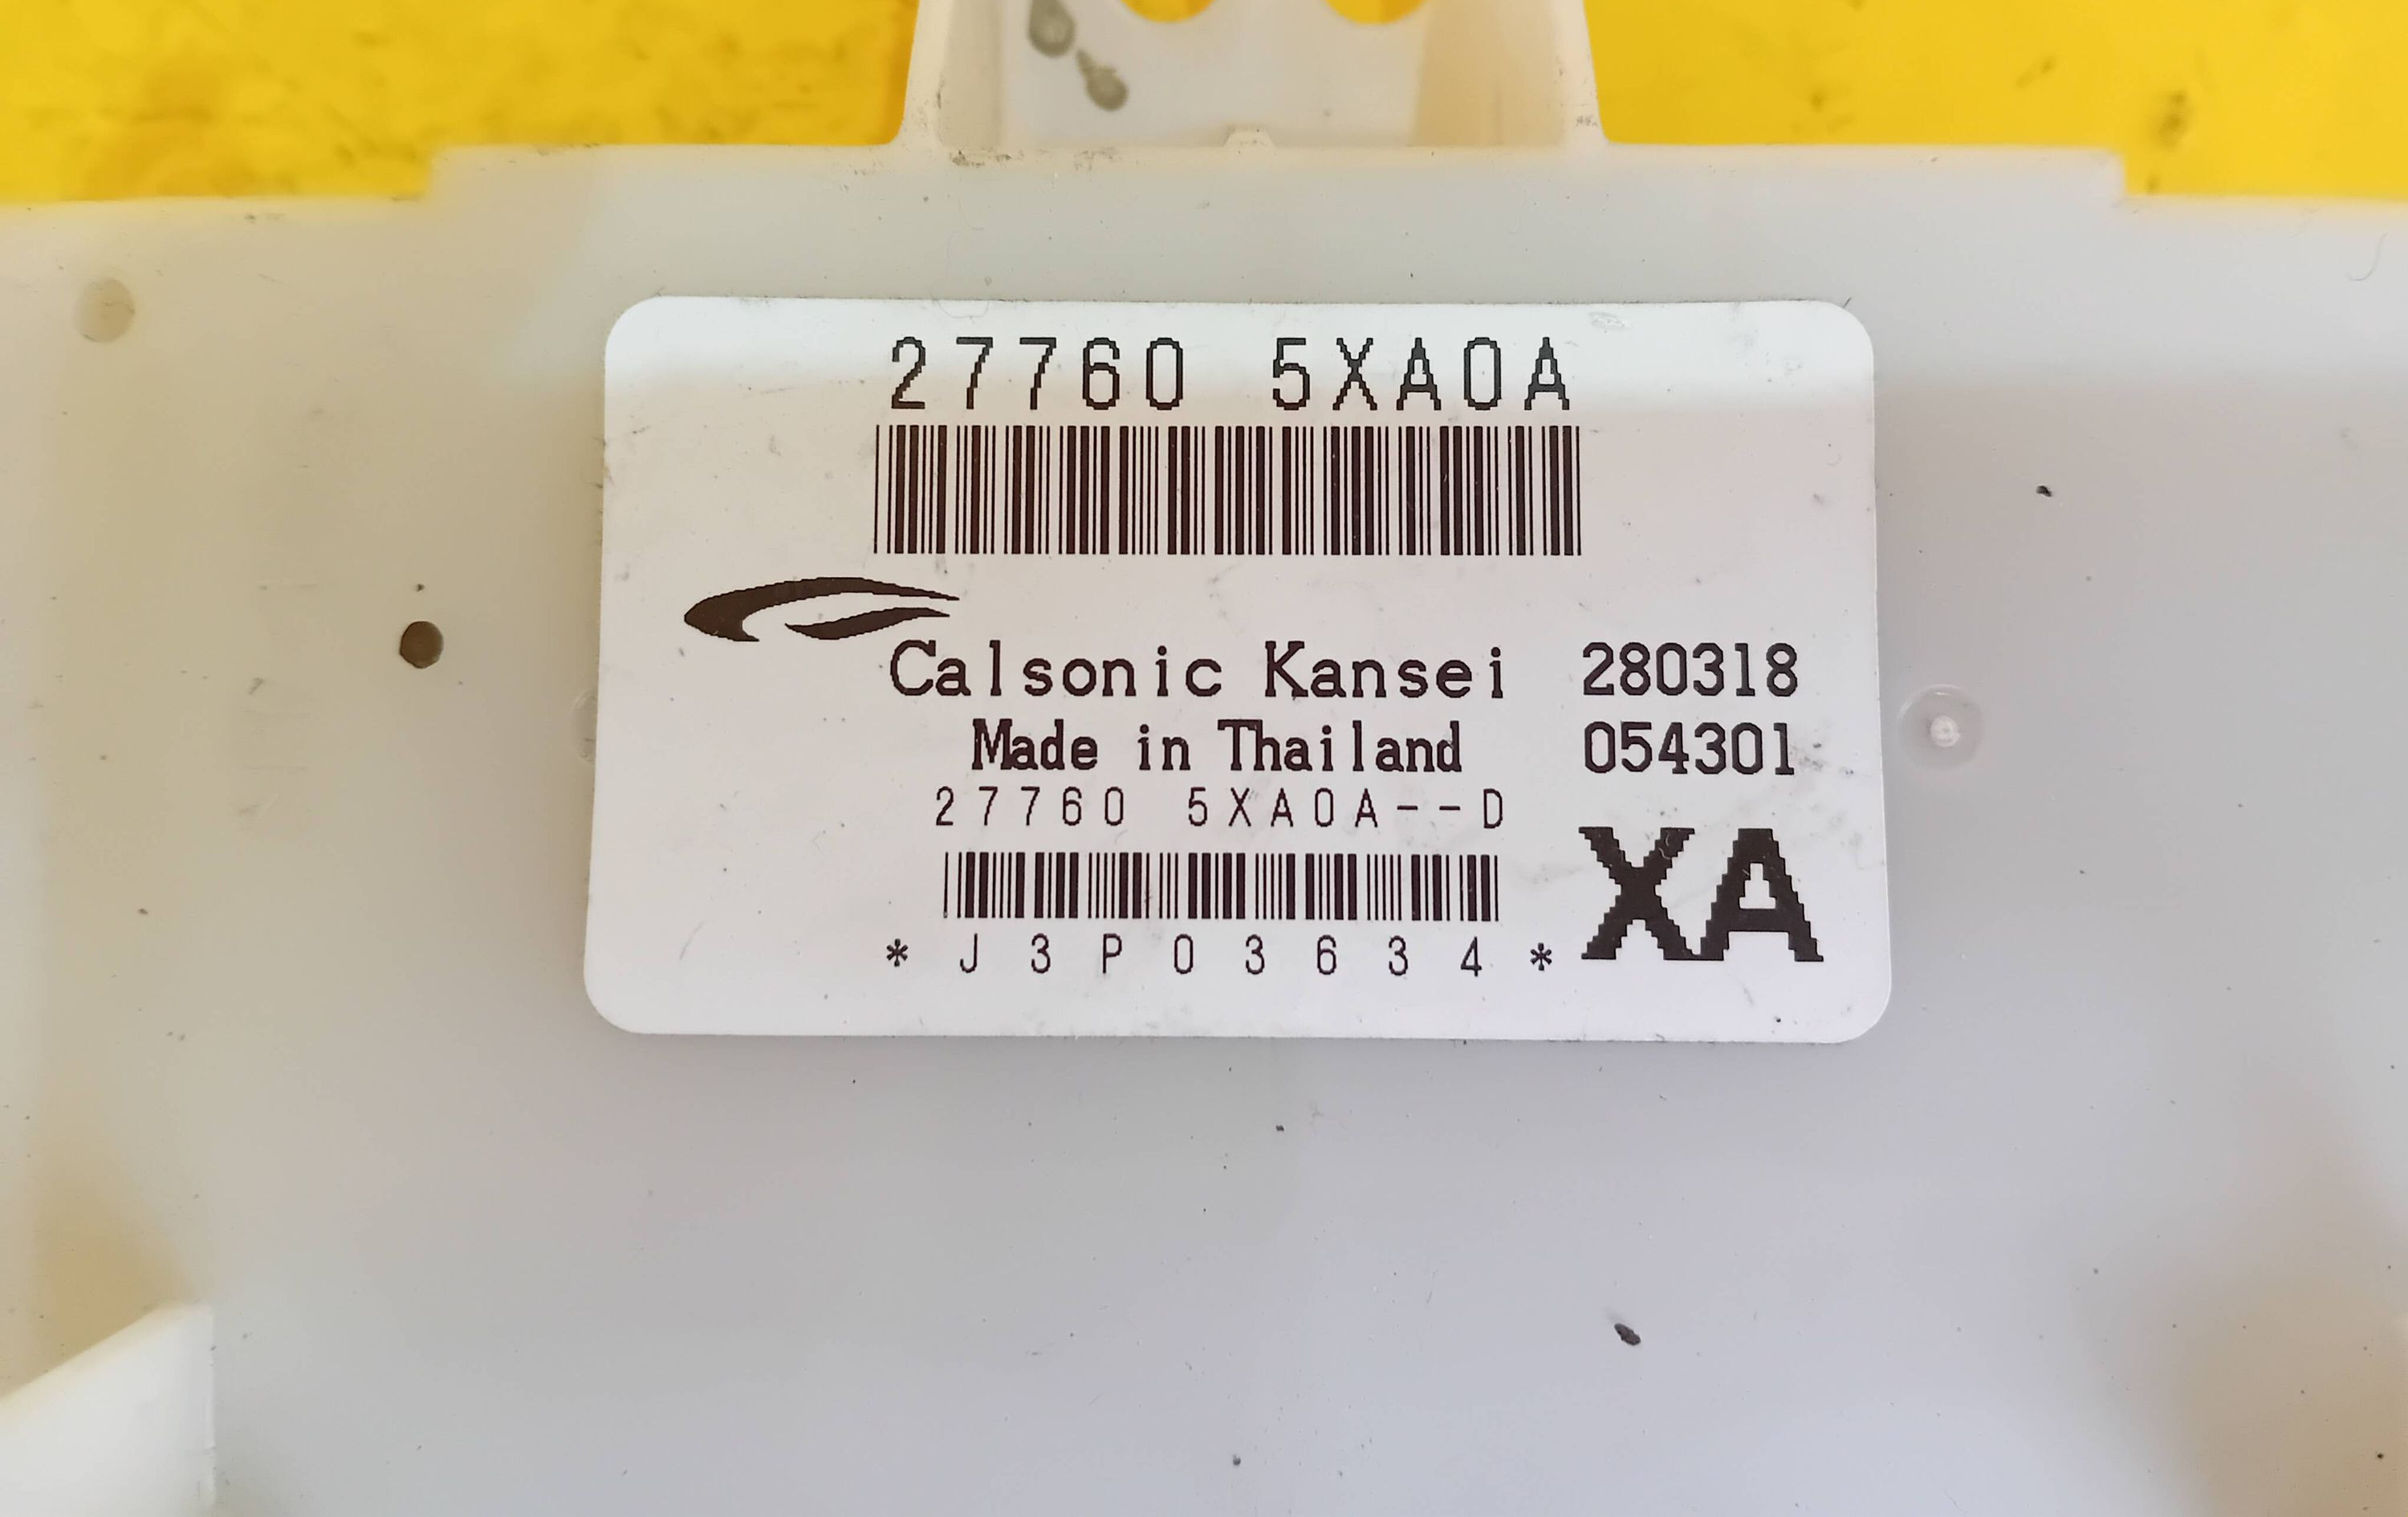 27760 5XA0A
Calsonic Kansei 280318
Made in Thailand 054301
27760 5XA0A--D
XA
*J3P03634*